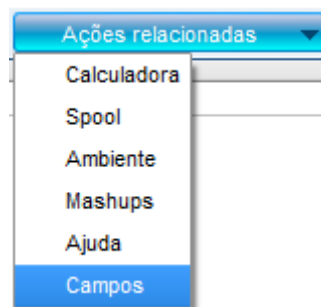 Ações relacionadas
Calculadora
Spool
Ambiente
Mashups
Ajuda
Campos